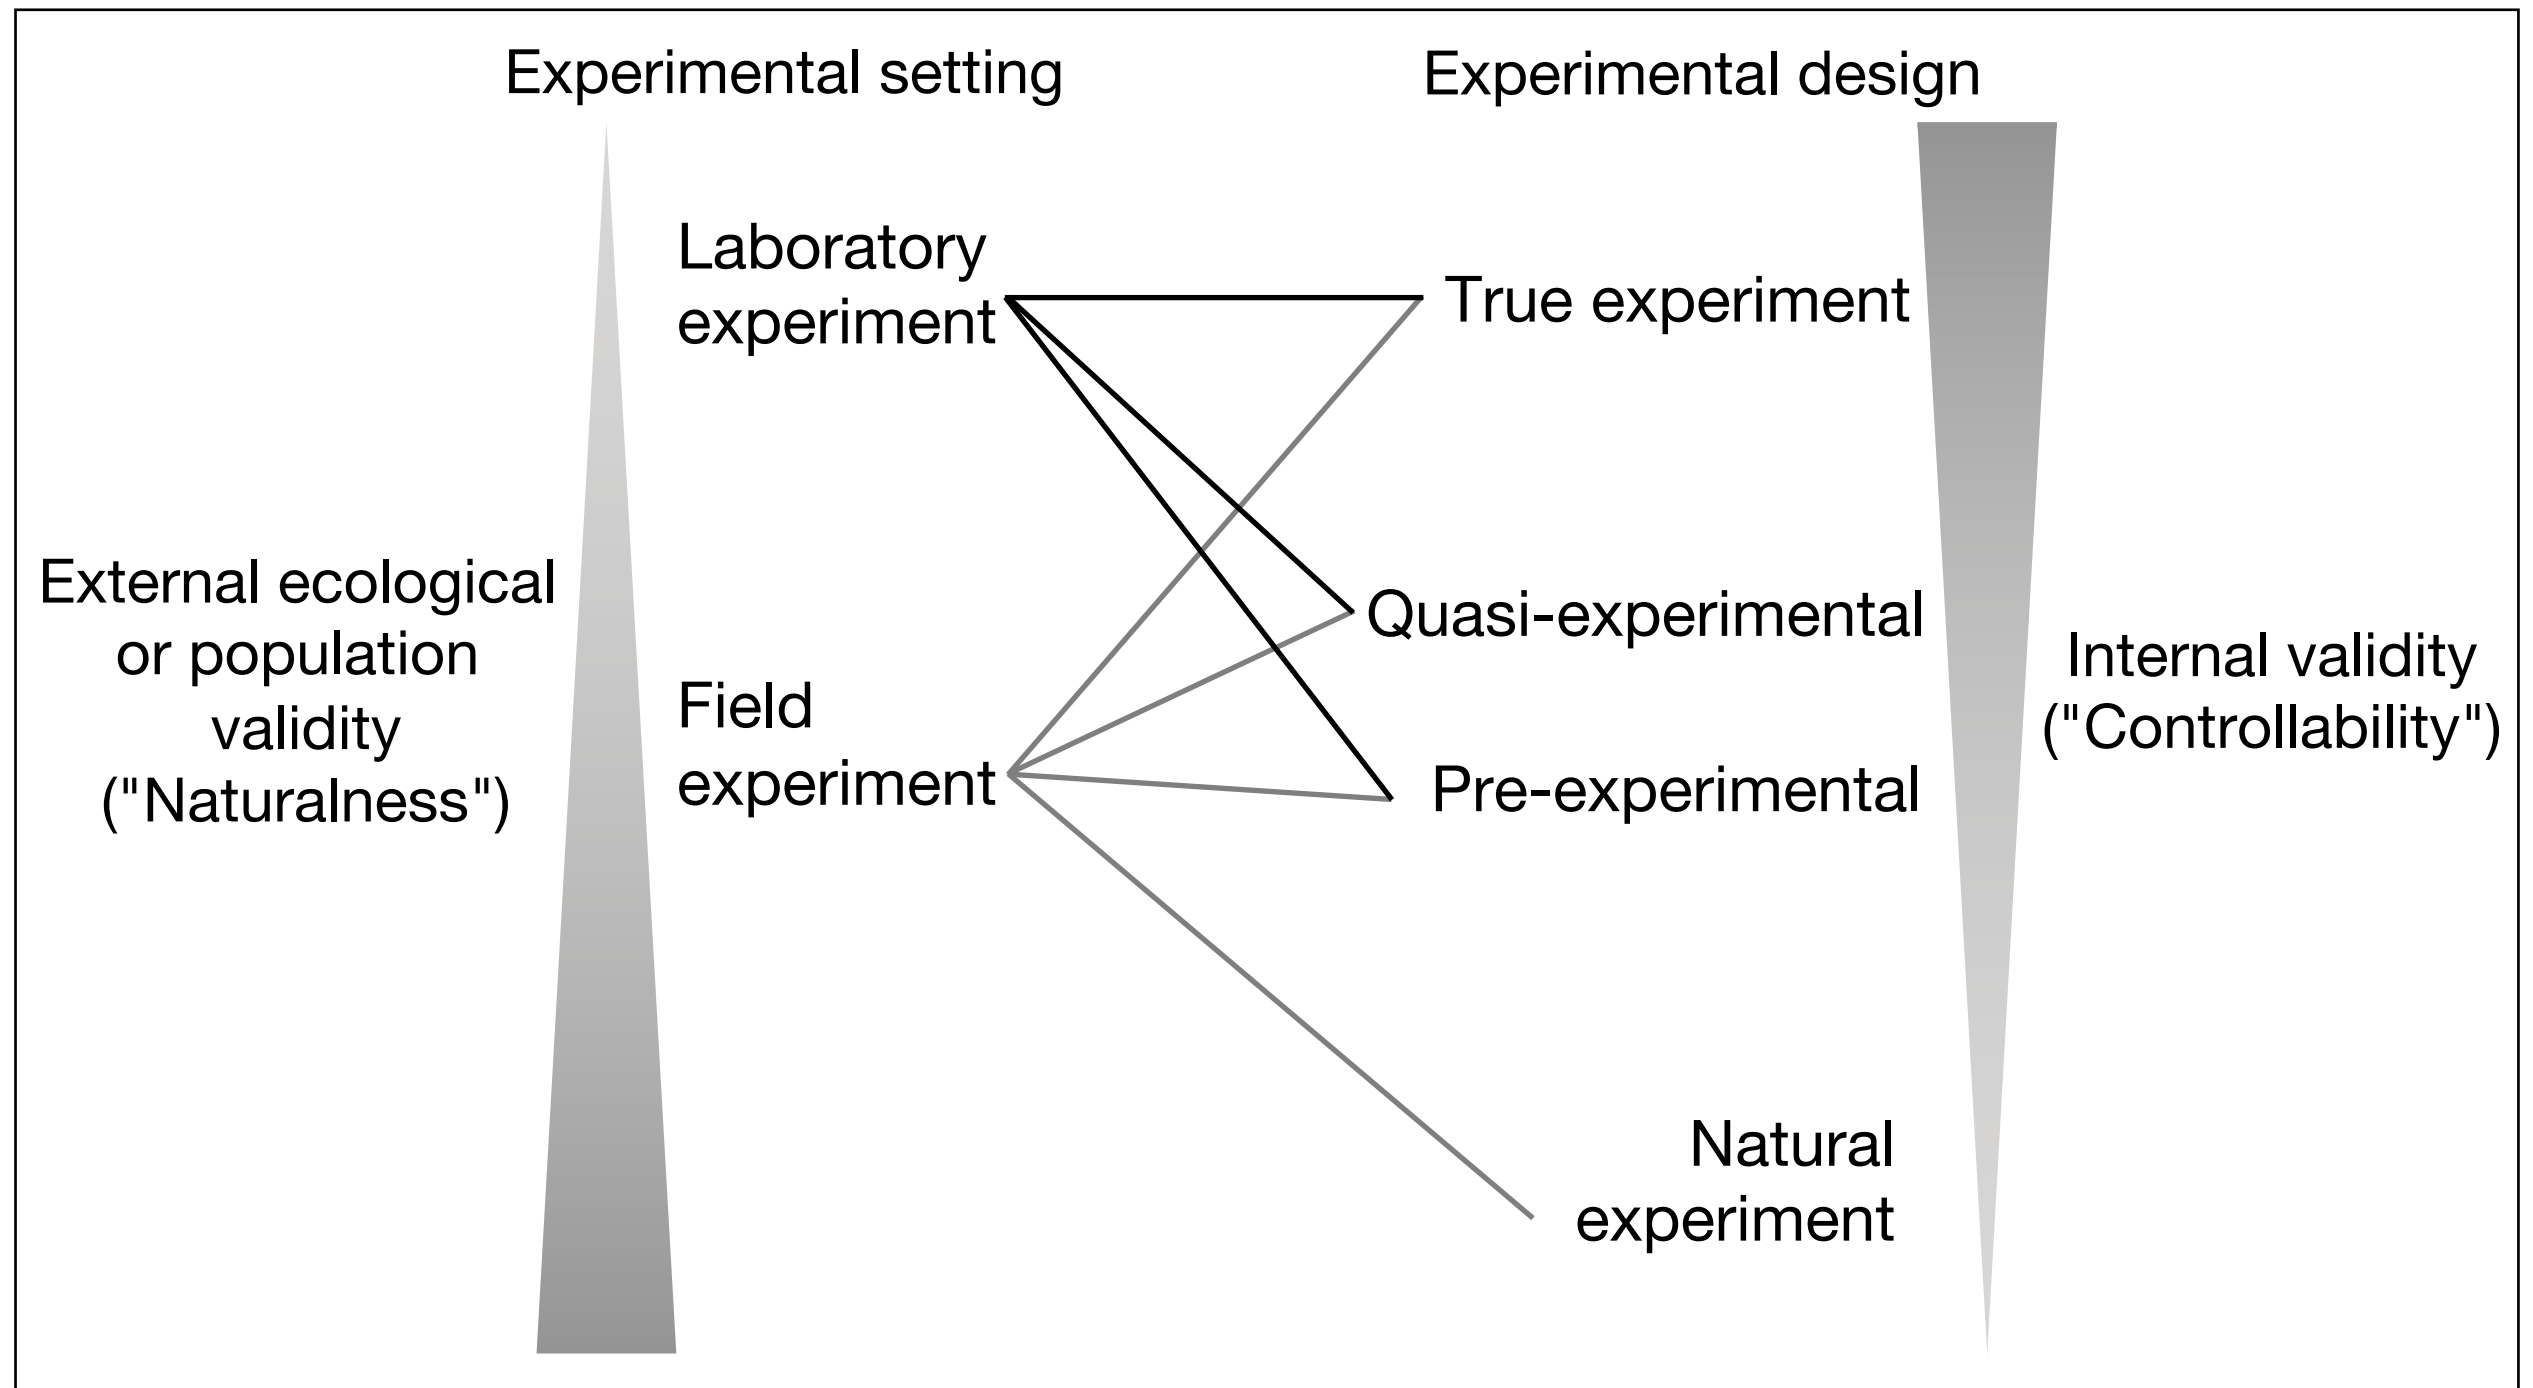 Experimental setting
Experimental design
Laboratory
experiment
True experiment
External ecological
or population
validity
("Naturalness")
Quasi-experimental
Internal validity
("Controllability")
Field
experiment
Pre-experimental
Natural
experiment